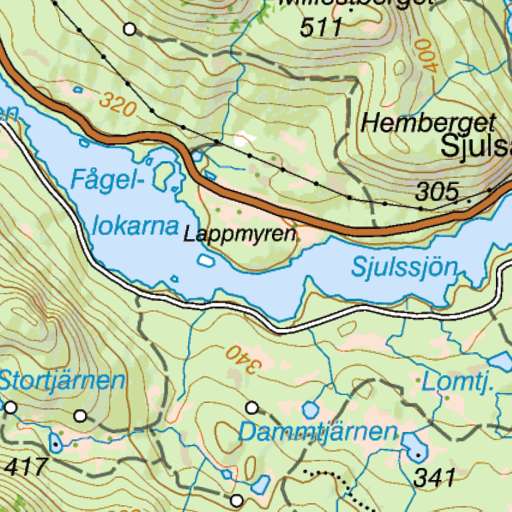 511
400
320
Hemberget
Fågel-
lokarna
305
Lappmyren
Sjulssjön
340
Stortjärnen
Lomtj.
Dammtjärnen
417
341